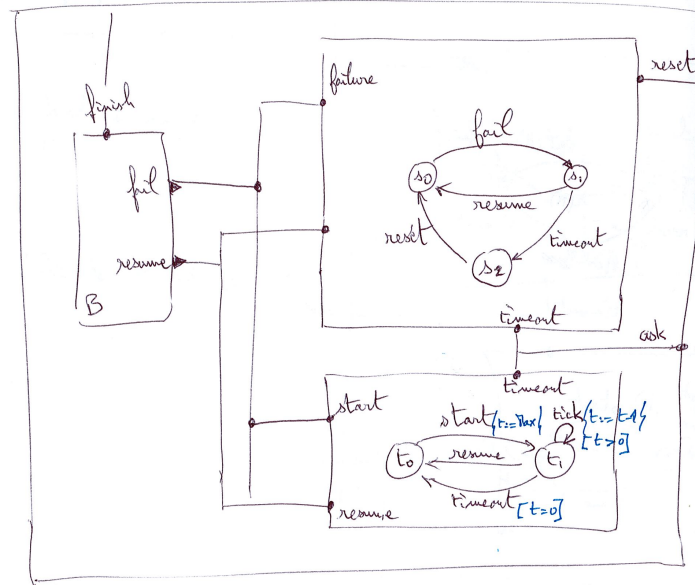 finish
fail
resume
B
failure
reset
fail
s0
s1
resume
reset
timeout
s2
timeout
ask
timeout
start
start {t:=Max}
tick {t:=t-1}
[t>0]
t0
resume
t1
timeout [t=0]
resume